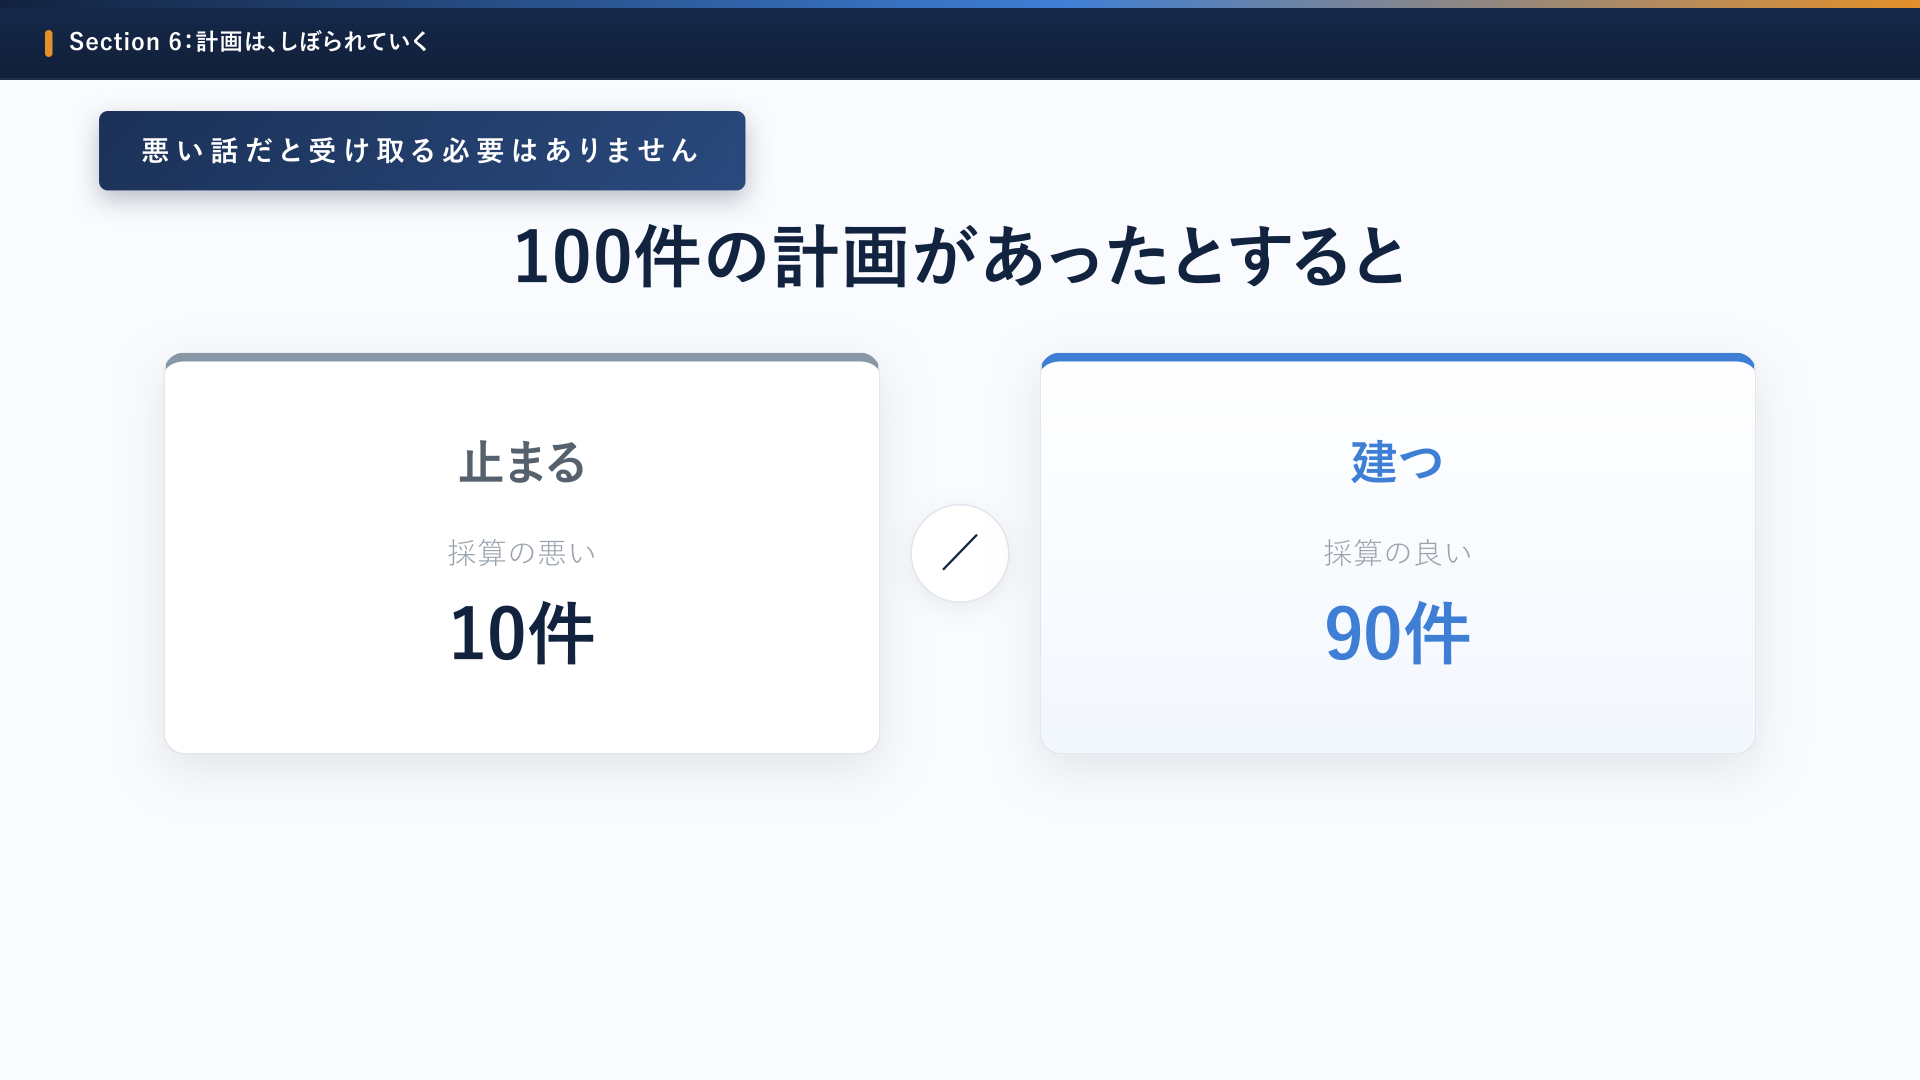 Section 6：計画は、しぼられていく
悪い話だと受け取る必要はありません
100件の計画があったとすると
止まる
採算の悪い
10件
／
建つ
採算の良い
90件